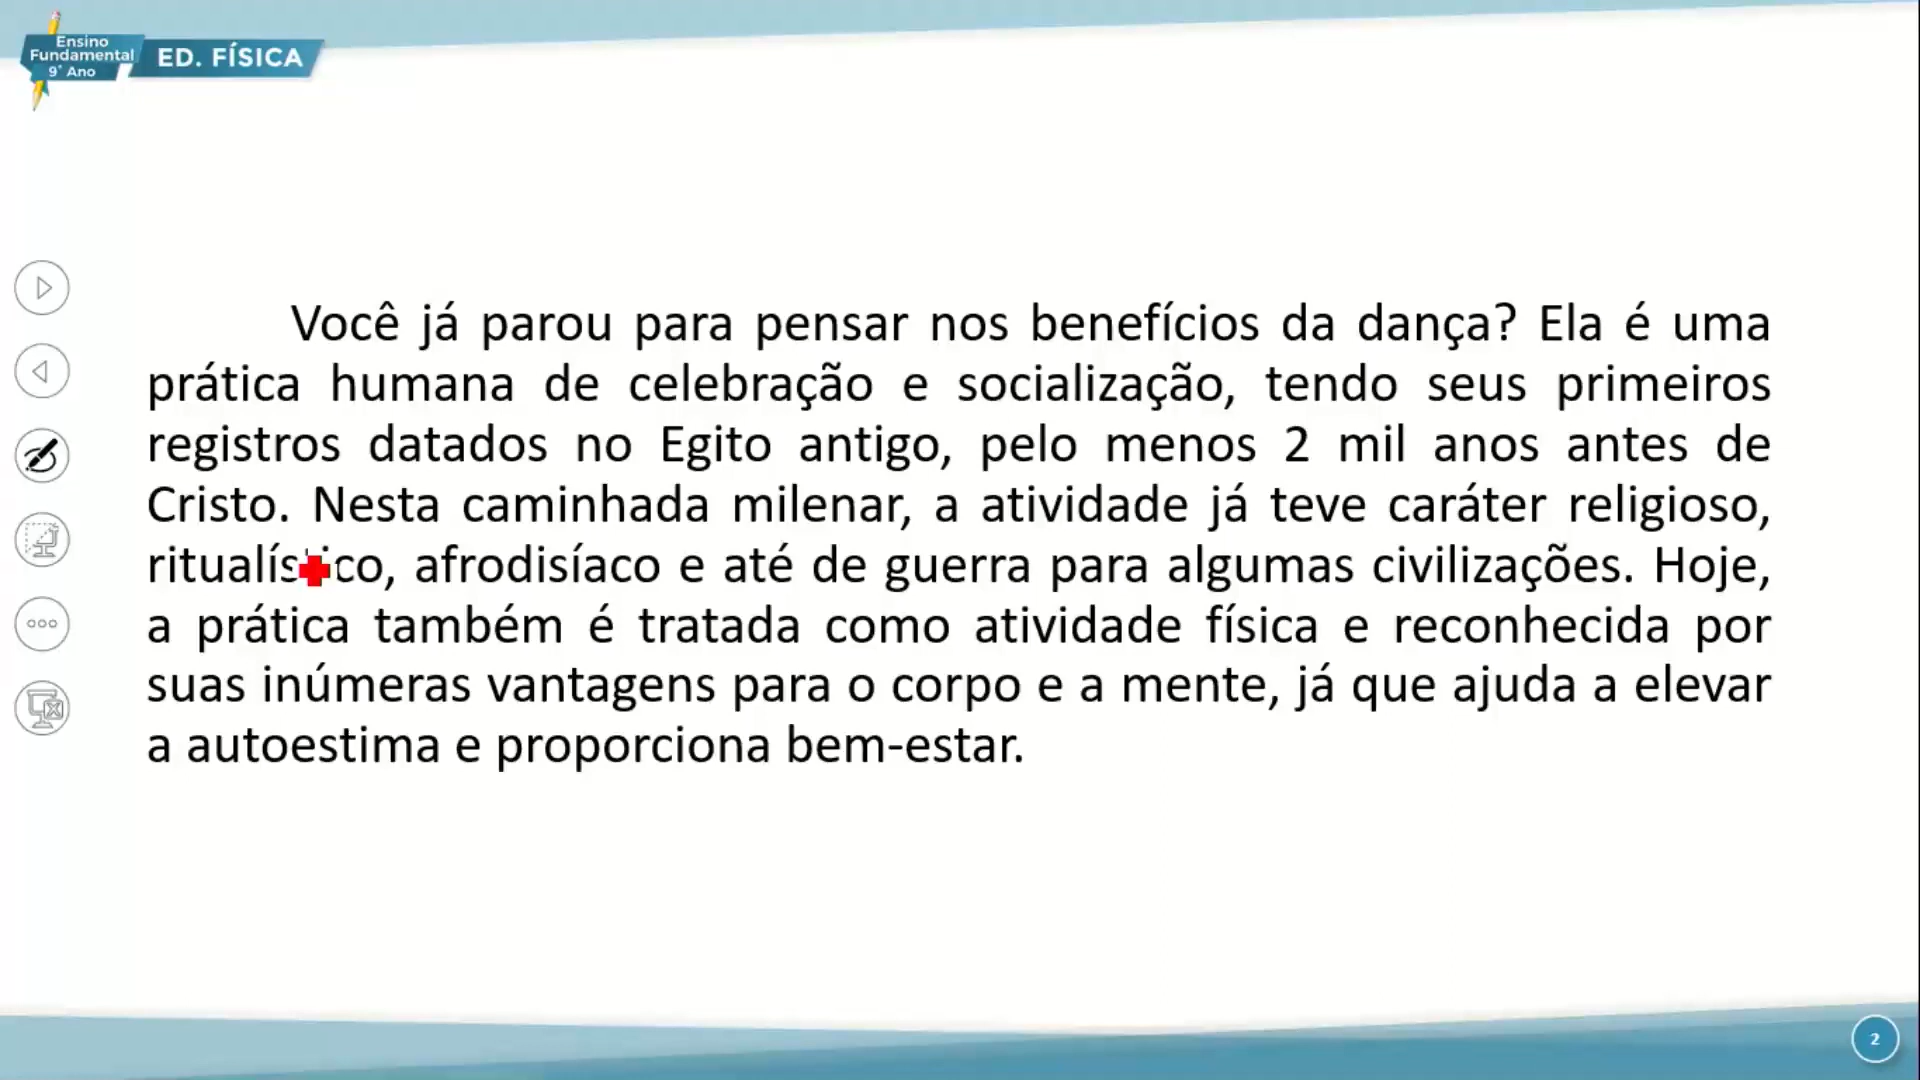 Ensino
Fundamental
9° Ano
ED. FÍSICA
Você já parou para pensar nos benefícios da dança? Ela é uma
prática humana de celebração e socialização, tendo seus primeiros
registros datados no Egito antigo, pelo menos 2 mil anos antes de
Cristo. Nesta caminhada milenar, a atividade já teve caráter religioso,
ritualístico, afrodisíaco e até de guerra para algumas civilizações. Hoje,
a prática também é tratada como atividade física e reconhecida por
suas inúmeras vantagens para o corpo e a mente, já que ajuda a elevar
a autoestima e proporciona bem-estar.
2